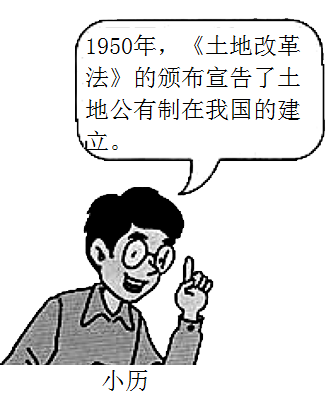 1950年，《土地改革
法》的颁布宣告了土
地公有制在我国的建
立。
小历